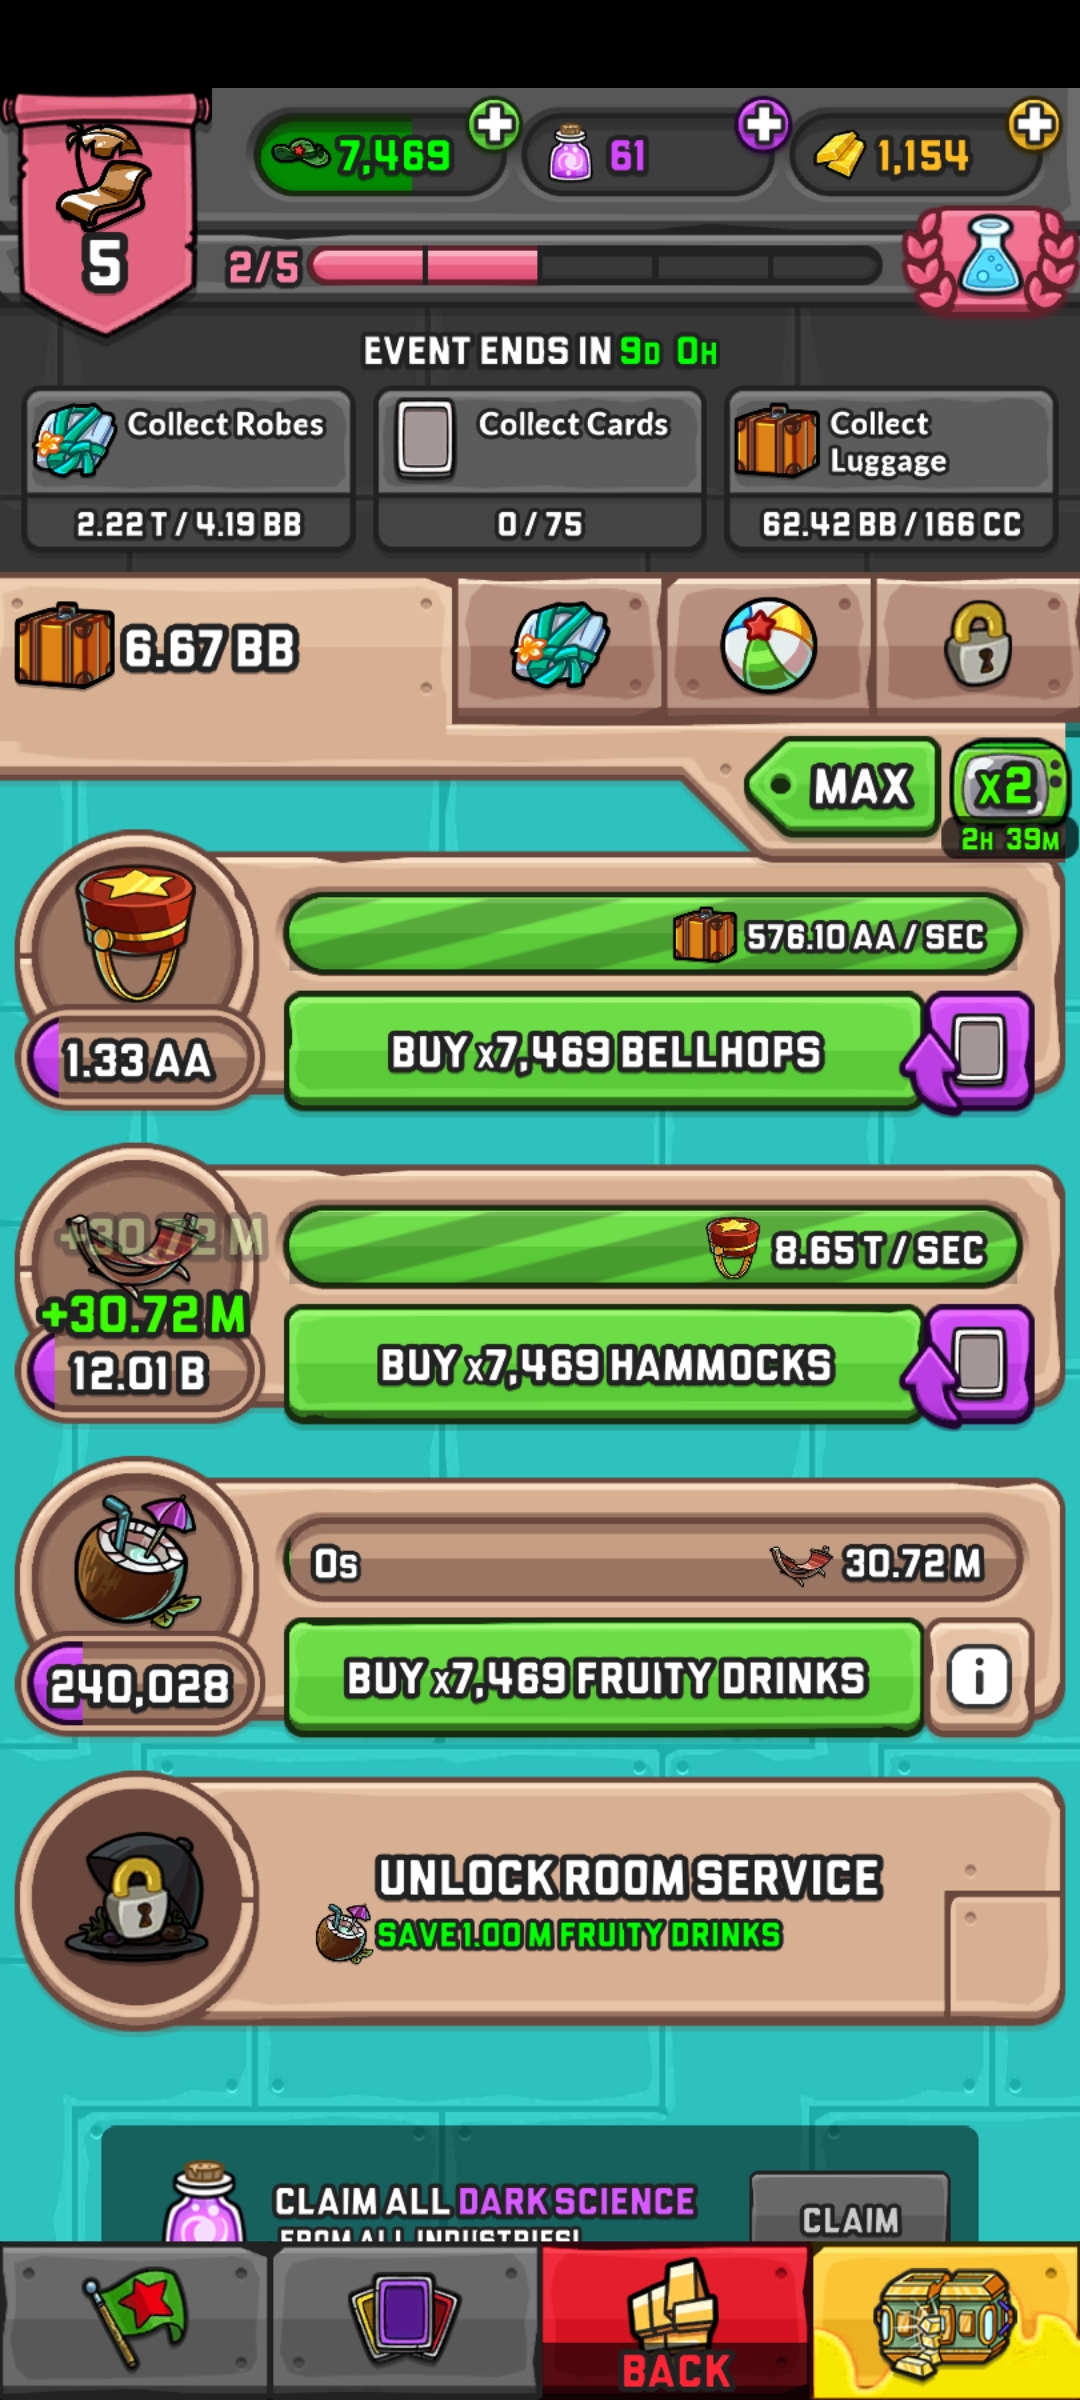 7,469
61
1,154
5
2/5
EVENT ENDS IN 9D 0H
Collect Robes
2.22 T / 4.19 BB
Collect Cards
0 / 75
Collect
Luggage
62.42 BB / 166 CC
6.67 BB
MAX
X2
2H 39M
576.10 AA / SEC
1.33 AA
BUY x7,469 BELLHOPS
+30.72 M
8.65 T / SEC
+30.72 M
12.01 B
BUY x7,469 HAMMOCKS
0s
30.72 M
240,028
BUY x7,469 FRUITY DRINKS
i
UNLOCK ROOM SERVICE
SAVE 1.00 M FRUITY DRINKS
CLAIM ALL DARK SCIENCE
FROM ALL INDUSTRIES!
CLAIM
BACK